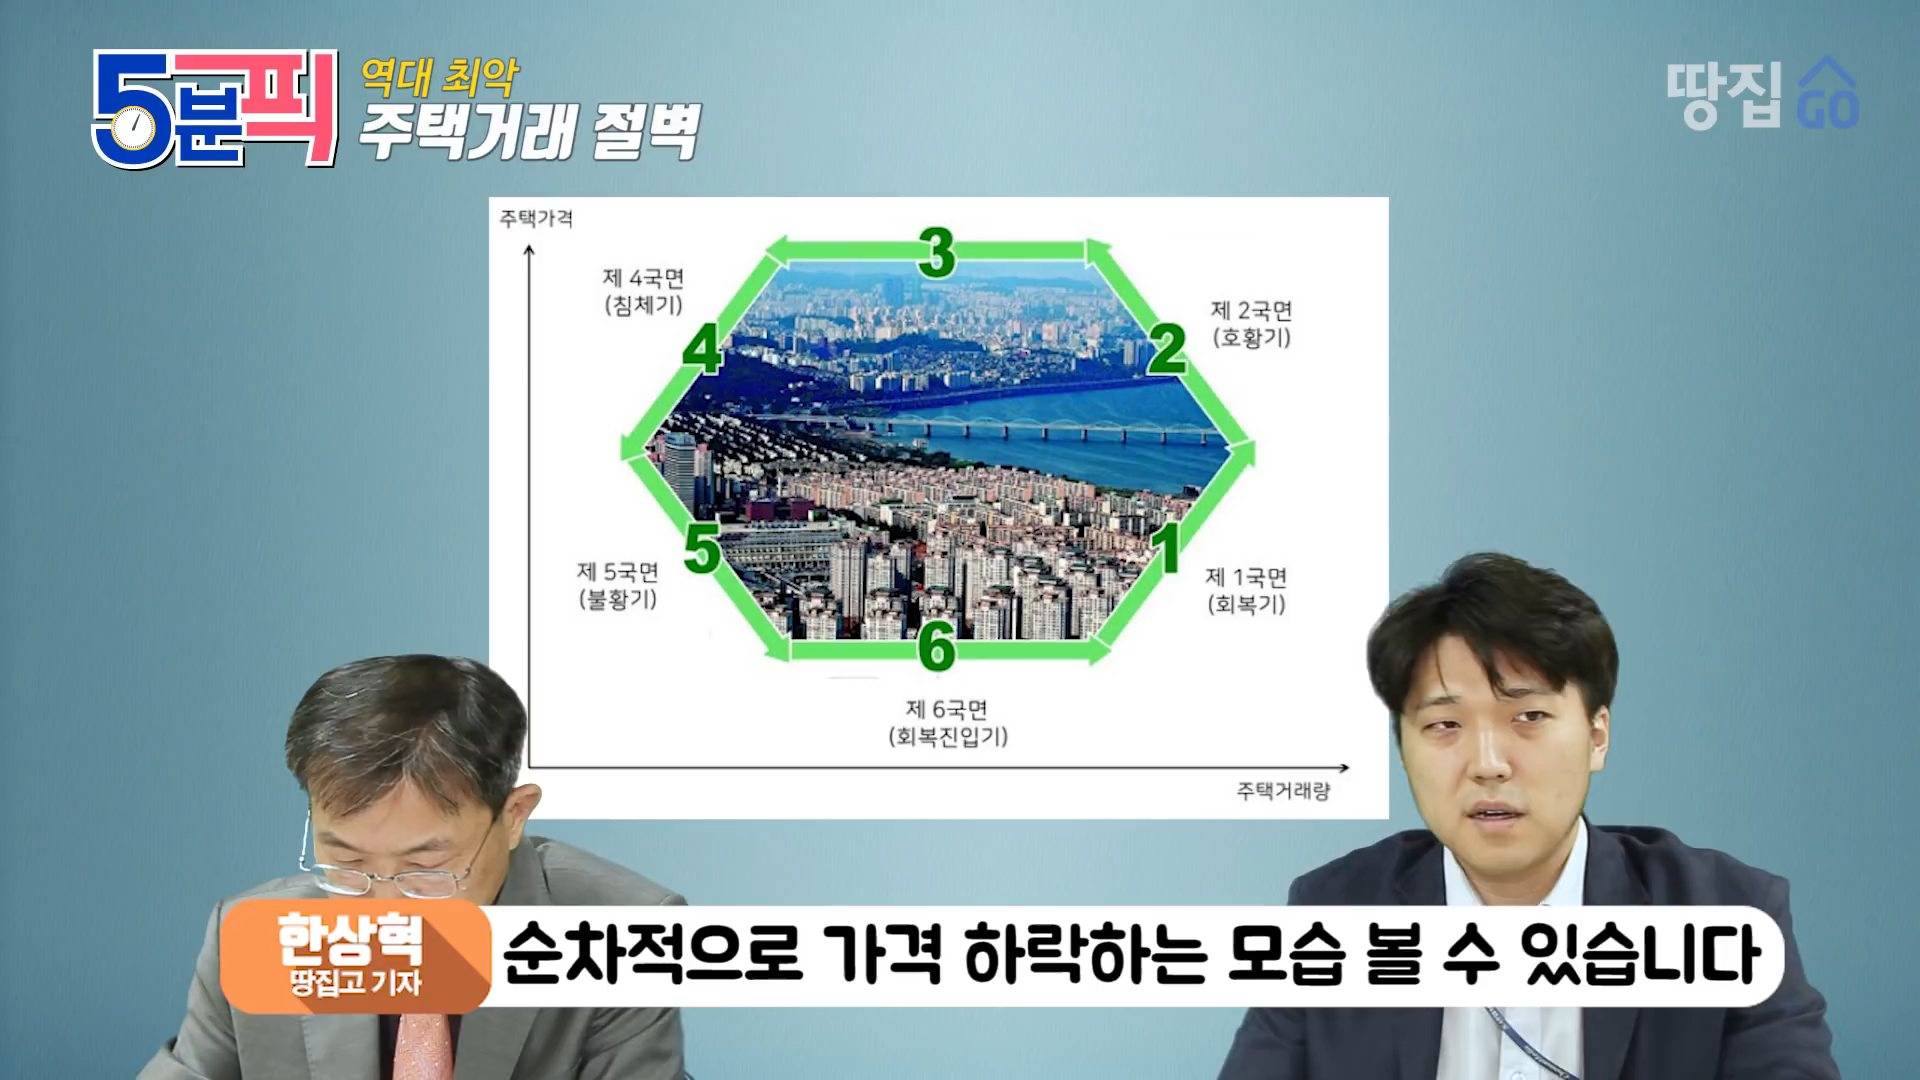 5분픽
역대 최악
주택거래 절벽
땅집GO
주택가격
3
제 4국면
(침체기)
4
제 2국면
(호황기)
2
5
제 5국면
(불황기)
1
제 1국면
(회복기)
6
제 6국면
(회복진입기)
주택거래량
한상혁
땅집고 기자
순차적으로 가격 하락하는 모습 볼 수 있습니다